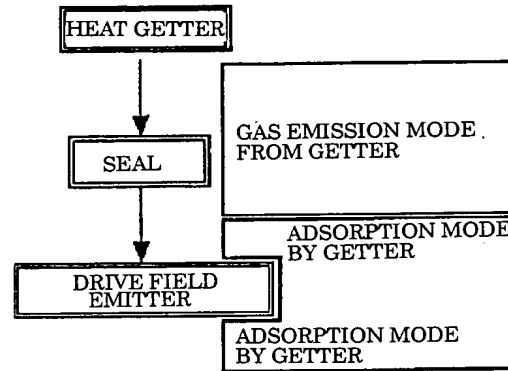 HEAT GETTER
GAS EMISSION MODE
FROM GETTER
SEAL
ADSORPTION MODE
BY GETTER
DRIVE FIELD
EMITTER
ADSORPTION MODE
BY GETTER